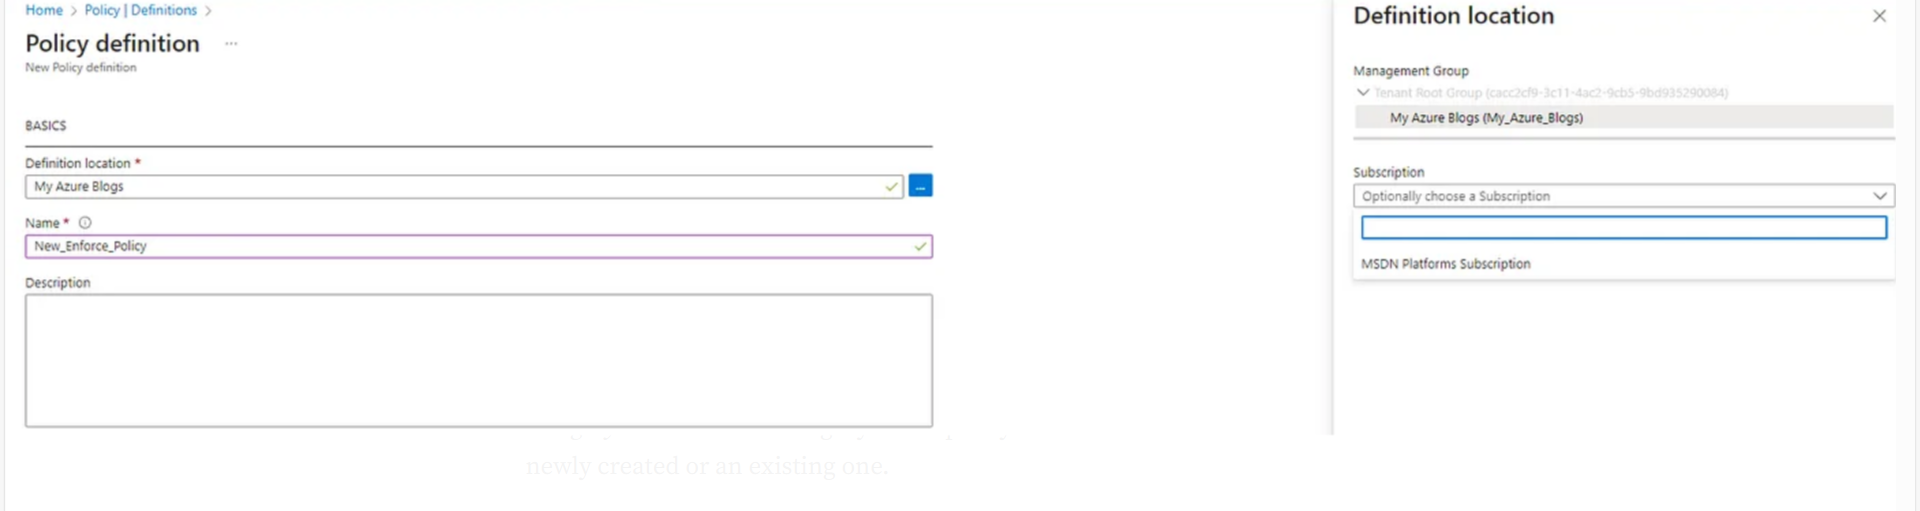 Home > Policy | Definitions >
Policy definition ...
New Policy definition
BASICS
Definition location *
My Azure Blogs
...
Name *
New_Enforce_Policy
Description
Definition location
Management Group
Tenant Root Group (cacc2cf9-3c11-4ac2-9cb5-9bd935290084)
My Azure Blogs (My_Azure_Blogs)
Subscription
Optionally choose a Subscription
MSDN Platforms Subscription
newly created or an existing one.